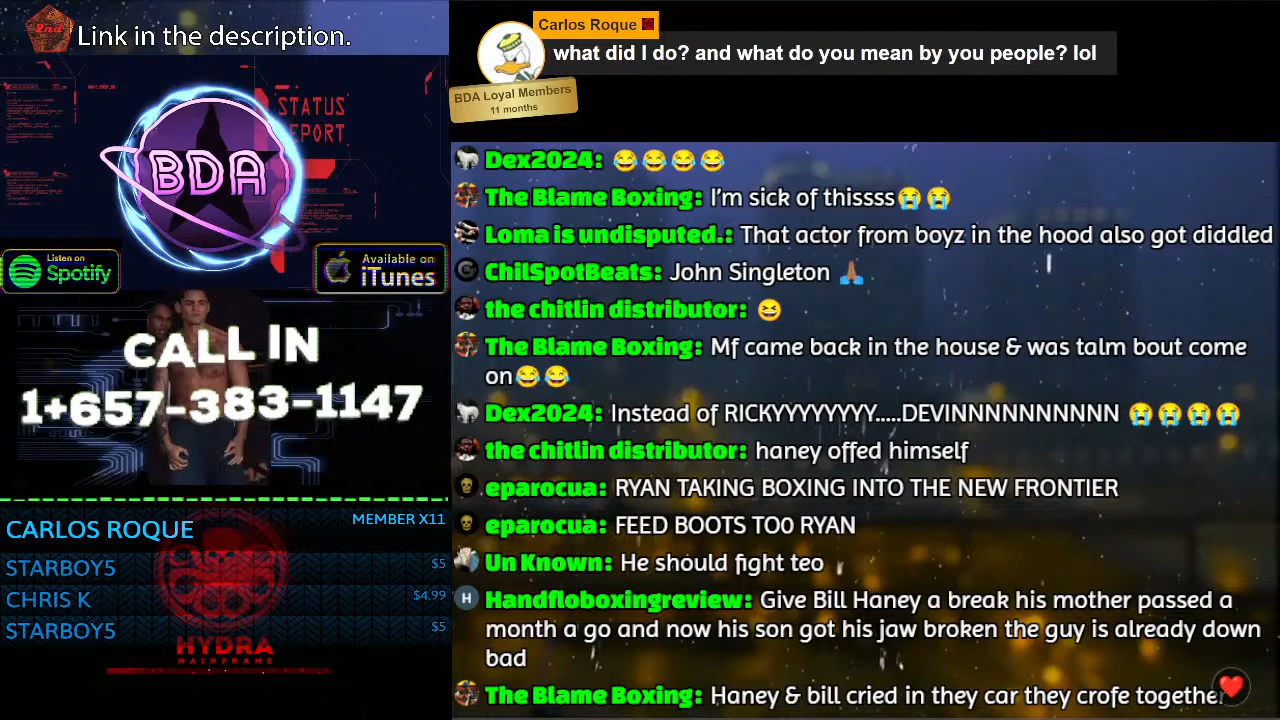 2nd
Link in the description.
STATUS
REPORT
BDA
Listen on
Spotify
Available on
iTunes
CALL IN
1+657-383-1147
CARLOS ROQUE MEMBER X11
STARBOY5 $5
CHRIS K $4.99
STARBOY5 $5
HYDRA
MAINFRAME
Carlos Roque
what did I do? and what do you mean by you people? lol
BDA Loyal Members
11 months
Dex2024: 😂😂😂😂
The Blame Boxing: I'm sick of thissss😭😭
Loma is undisputed.: That actor from boyz in the hood also got diddled
ChilSpotBeats: John Singleton 🙏🏾
the chitlin distributor: 😆
The Blame Boxing: Mf came back in the house & was talm bout come
on😂😂
Dex2024: Instead of RICKYYYYYYYY.....DEVINNNNNNNNNN 😭😭😭😭
the chitlin distributor: haney offed himself
eparocua: RYAN TAKING BOXING INTO THE NEW FRONTIER
eparocua: FEED BOOTS TOO RYAN
Un Known: He should fight teo
H Handfloboxingreview: Give Bill Haney a break his mother passed a
month a go and now his son got his jaw broken the guy is already down
bad
The Blame Boxing: Haney & bill cried in they car they crofe together